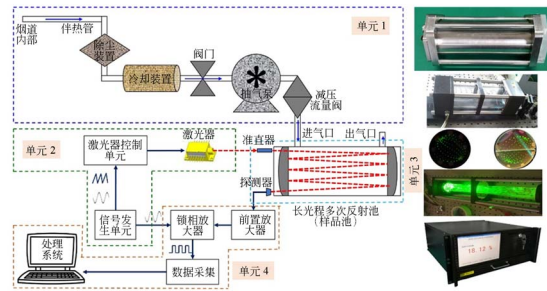 烟道
内部
伴热管
除尘
装置
冷却装置
阀门
抽气泵
减压
流量阀
单元 1
进气口
出气口
激光器控制
单元
激光器
准直器
单元 2
探测器
单元 3
长光程多次反射池
(样品池)
信号发
生单元
锁相放
大器
前置放
大器
处理
系统
数据采集
单元 4